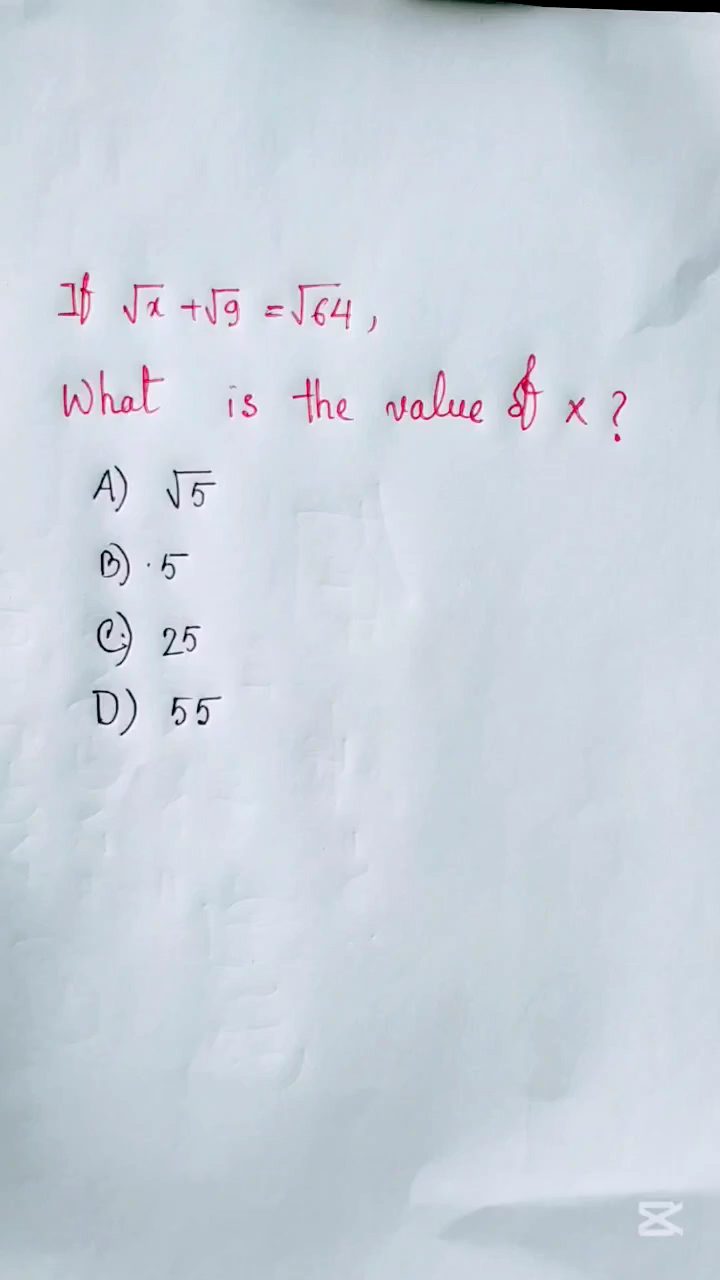 If √x + √9 = √64,
What is the value of x ?
A) √5
B) · 5
C) 25
D) 55